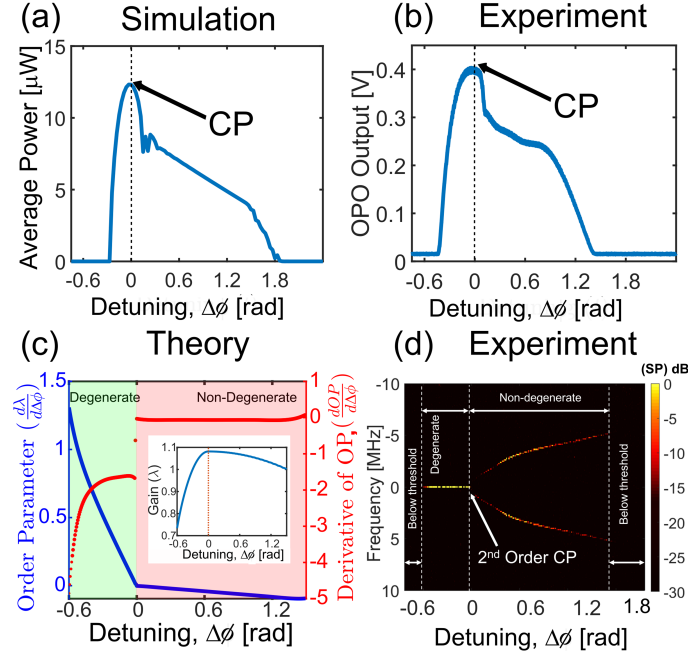 (a) Simulation
Average Power [μW]
15
10
5
0
CP
0 0.6 1.2 1.8
Detuning, Δϕ [rad]
(b) Experiment
OPO Output [V]
0.4
0.3
0.2
0.1
0
CP
0 0.6 1.2 1.8
Detuning, Δϕ [rad]
(c) Theory
Order Parameter (dλ/dΔϕ)
1.5
1
0.5
0
Degenerate
Non-Degenerate
Gain (λ)
1.1
1.0
0.9
0.8
0.7
-0.6 0 0.6 1.2
Detuning, Δϕ [rad]
1
0
-1
-2
-3
-4
-5
Derivative of OP, (dOP/dΔϕ)
-0.6 0 0.6 1.2
Detuning, Δϕ [rad]
(d) Experiment
(SP) dB
Frequency [MHz]
-10
-5
0
5
10
Below threshold
Degenerate
Non-degenerate
Below threshold
2nd Order CP
0
-5
-10
-15
-20
-25
-30
-0.6 0 0.6 1.2 1.8
Detuning, Δϕ [rad]